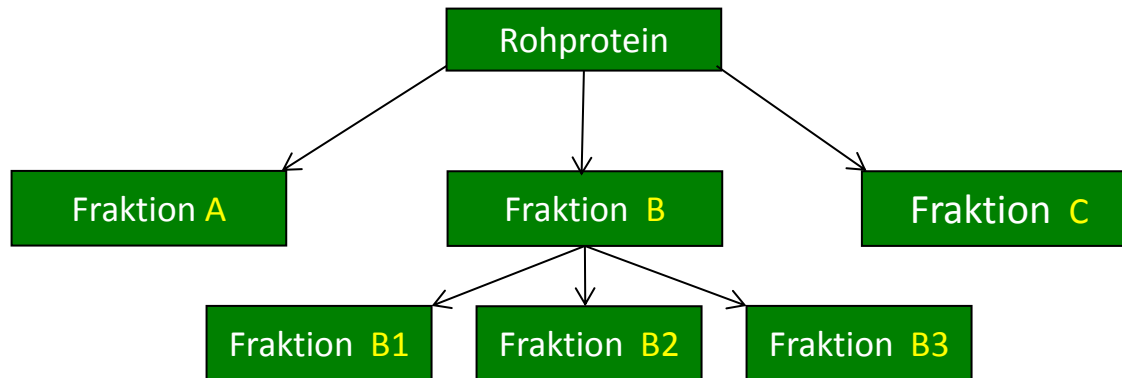 Rohprotein
Fraktion A
Fraktion B
Fraktion C
Fraktion B1
Fraktion B2
Fraktion B3